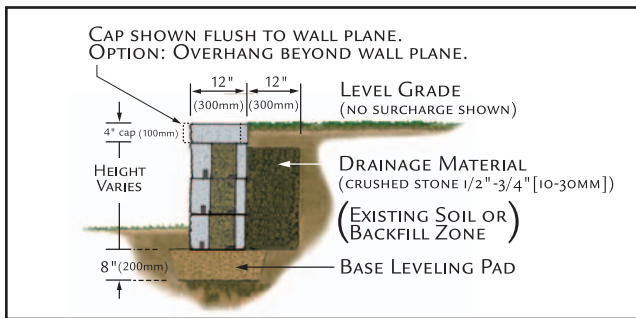 Cap shown flush to wall plane.
Option: Overhang beyond wall plane.
12" 12"
(300mm) (300mm)
Level Grade
(no surcharge shown)
4" cap (100mm)
Height
Varies
Drainage Material
(crushed stone 1/2"-3/4" [10-30mm])
(Existing Soil or
Backfill Zone)
8" (200mm)
Base Leveling Pad